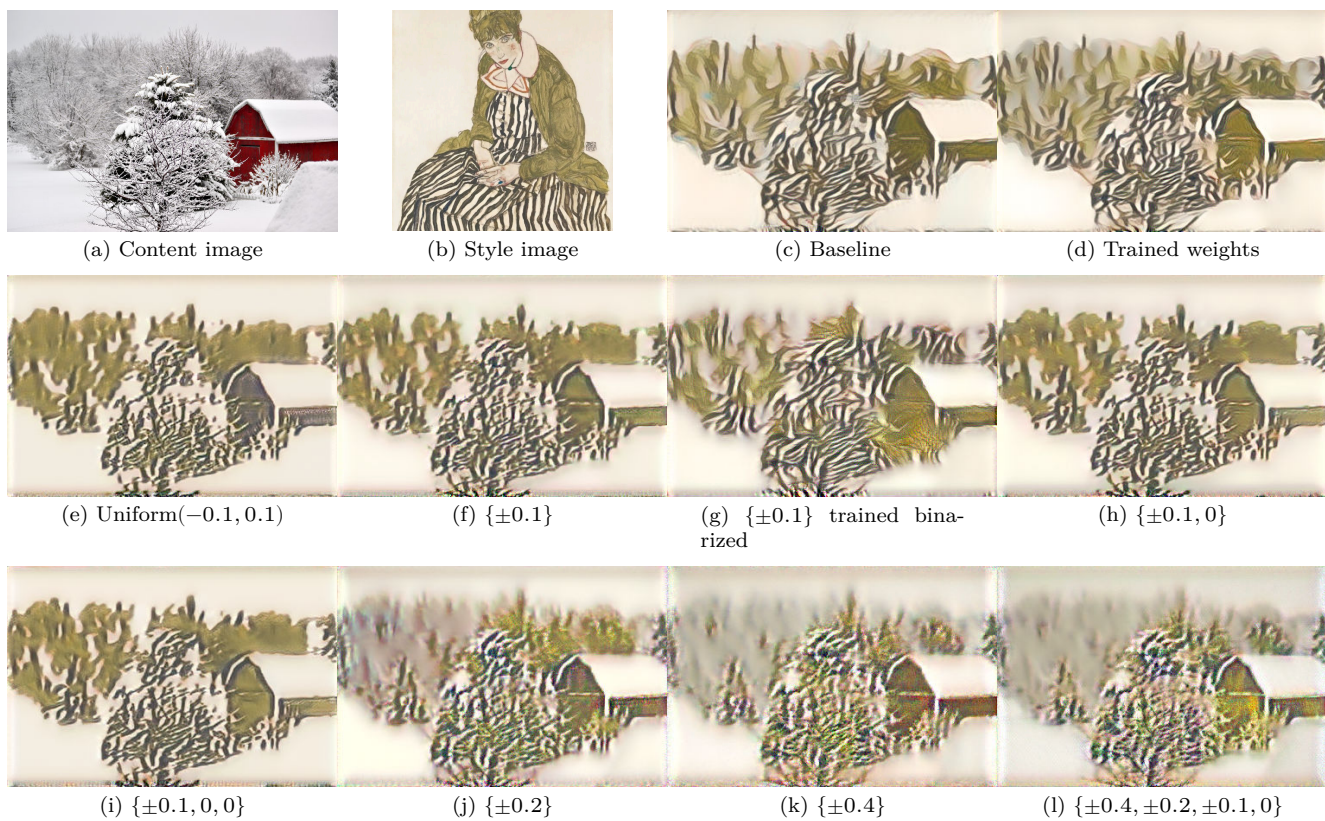 (a) Content image
(b) Style image
(c) Baseline
(d) Trained weights
(e) Uniform(−0.1, 0.1)
(f) {±0.1}
(g) {±0.1} trained bina-
rized
(h) {±0.1, 0}
(i) {±0.1, 0, 0}
(j) {±0.2}
(k) {±0.4}
(l) {±0.4, ±0.2, ±0.1, 0}